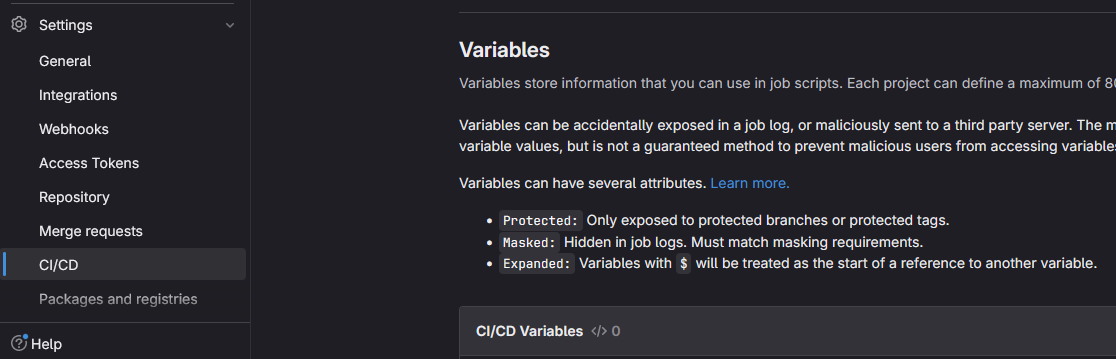 Settings
General
Integrations
Webhooks
Access Tokens
Repository
Merge requests
CI/CD
Packages and registries
Help
Variables
Variables store information that you can use in job scripts. Each project can define a maximum of 80
Variables can be accidentally exposed in a job log, or maliciously sent to a third party server. The m
variable values, but is not a guaranteed method to prevent malicious users from accessing variables
Variables can have several attributes. Learn more.
• Protected: Only exposed to protected branches or protected tags.
• Masked: Hidden in job logs. Must match masking requirements.
• Expanded: Variables with $ will be treated as the start of a reference to another variable.
CI/CD Variables </> 0